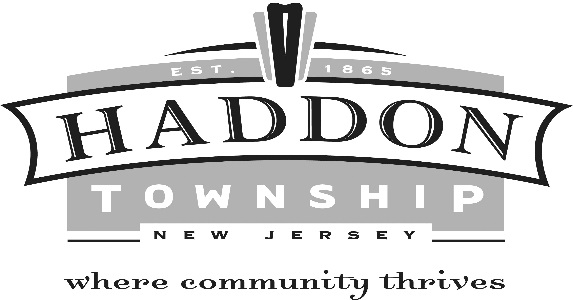 EST. 1865
HADDON
TOWNSHIP
NEW JERSEY
where community thrives